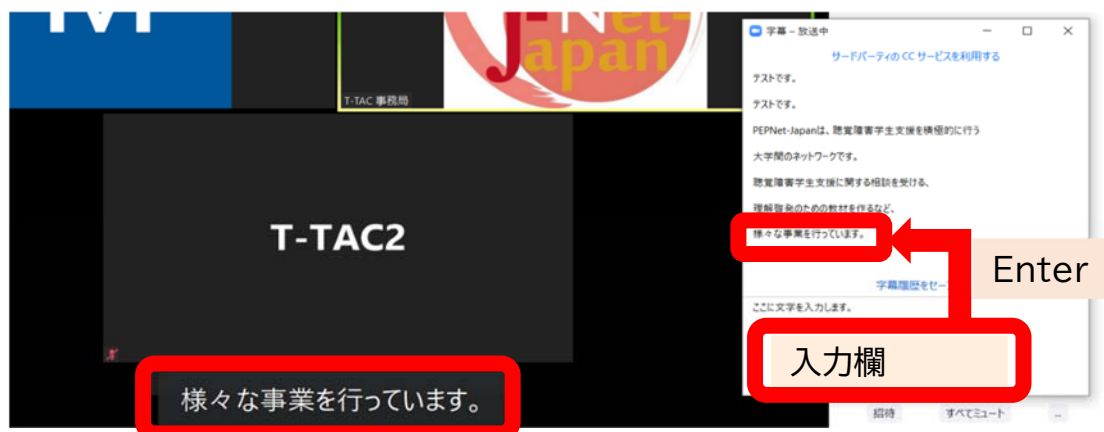 M
J-Net-
Japan
T-TAC 事務局
T-TAC2
様々な事業を行っています。
字幕 – 放送中
サードパーティの CC サービスを利用する
テストです。
テストです。
PEPNet-Japanは、聴覚障害学生支援を積極的に行う
大学間のネットワークです。
聴覚障害学生支援に関する相談を受ける、
理解啓発のための教材を作るなど、
様々な事業を行っています。
Enter
字幕履歴をセー
ここに文字を入力します。
入力欄
招待 すべてミュート ...